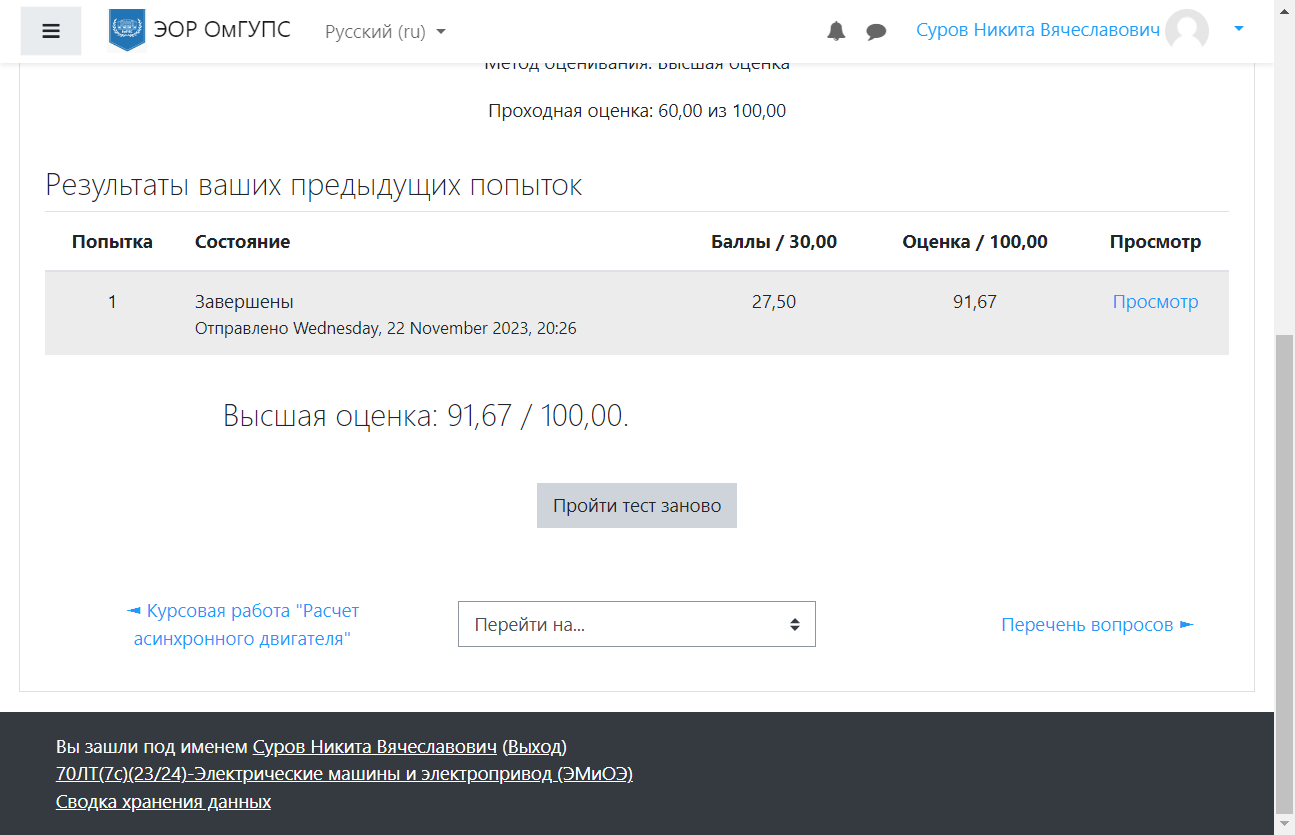 ЭОР ОмГУПС
Русский (ru)
Суров Никита Вячеславович
Метод оценивания: Высшая оценка
Проходная оценка: 60,00 из 100,00
Результаты ваших предыдущих попыток
Попытка Состояние Баллы / 30,00 Оценка / 100,00 Просмотр
1 Завершены 27,50 91,67 Просмотр
Отправлено Wednesday, 22 November 2023, 20:26
Высшая оценка: 91,67 / 100,00.
Пройти тест заново
◄ Курсовая работа "Расчет
асинхронного двигателя"
Перейти на...
Перечень вопросов ►
Вы зашли под именем Суров Никита Вячеславович (Выход)
70ЛТ(7с)(23/24)-Электрические машины и электропривод (ЭМиОЭ)
Сводка хранения данных